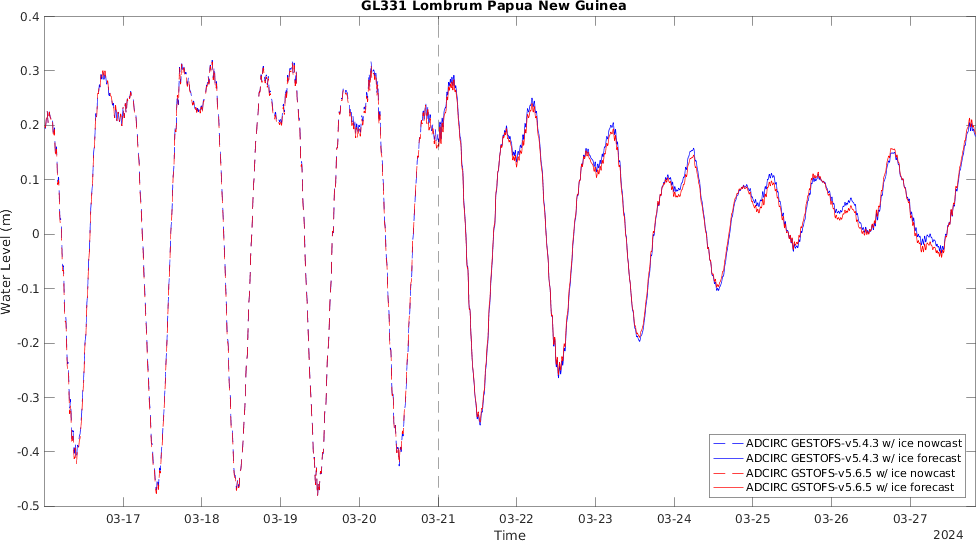 GL331 Lombrum Papua New Guinea
0.4
0.3
0.2
0.1
0
-0.1
-0.2
-0.3
-0.4
-0.5
Water Level (m)
ADCIRC GESTOFS-v5.4.3 w/ ice nowcast
ADCIRC GESTOFS-v5.4.3 w/ ice forecast
ADCIRC GSTOFS-v5.6.5 w/ ice nowcast
ADCIRC GSTOFS-v5.6.5 w/ ice forecast
03-17 03-18 03-19 03-20 03-21 03-22 03-23 03-24 03-25 03-26 03-27
Time
2024